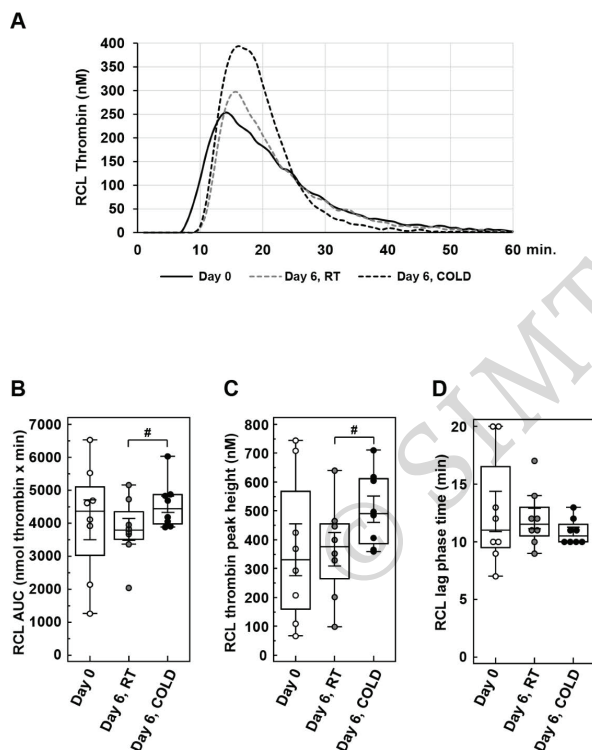 A
RCL Thrombin (nM)
400
350
300
250
200
150
100
50
0
0 10 20 30 40 50 60 min.
Day 0 Day 6, RT Day 6, COLD
B
RCL AUC (nmol thrombin x min)
7000
6000
5000
4000
3000
2000
1000
0
#
Day 0
Day 6, RT
Day 6, COLD
C
RCL thrombin peak height (nM)
800
700
600
500
400
300
200
100
0
#
Day 0
Day 6, RT
Day 6, COLD
D
RCL lag phase time (min)
20
15
10
5
0
Day 0
Day 6, RT
Day 6, COLD
© SIMT